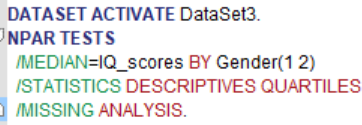 DATASET ACTIVATE DataSet3.
NPAR TESTS
/MEDIAN=IQ_scores BY Gender(1 2)
/STATISTICS DESCRIPTIVES QUARTILES
/MISSING ANALYSIS.